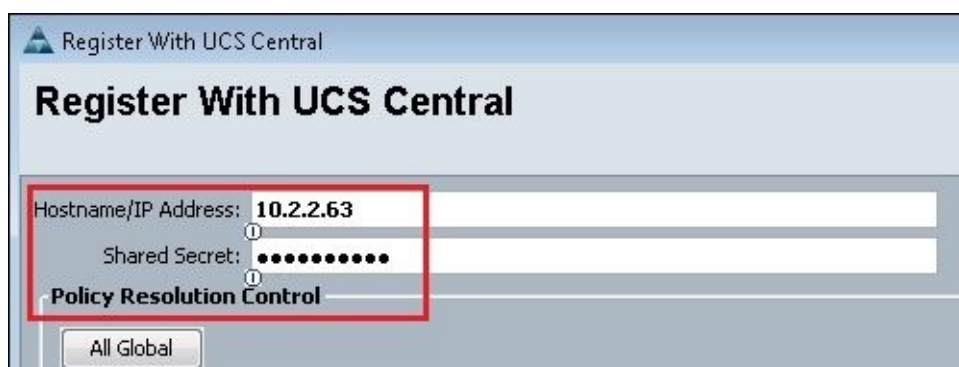 Register With UCS Central
Register With UCS Central
Hostname/IP Address: 10.2.2.63
Shared Secret: ••••••••••
Policy Resolution Control
All Global